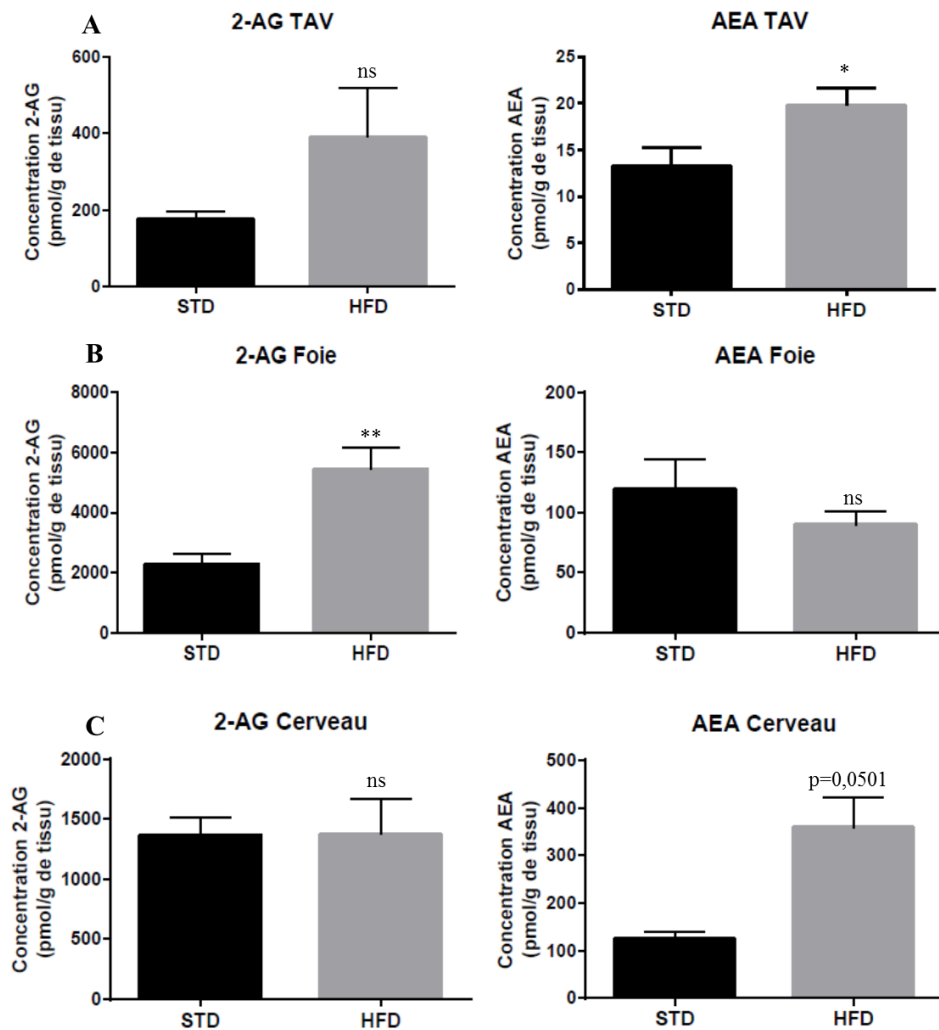 A
2-AG TAV
Concentration 2-AG
(pmol/g de tissu)
600
400
200
0
ns
STD
HFD
AEA TAV
Concentration AEA
(pmol/g de tissu)
25
20
15
10
5
0
*
STD
HFD
B
2-AG Foie
Concentration 2-AG
(pmol/g de tissu)
8000
6000
4000
2000
0
**
STD
HFD
AEA Foie
Concentration AEA
(pmol/g de tissu)
200
150
100
50
0
ns
STD
HFD
C
2-AG Cerveau
Concentration 2-AG
(pmol/g de tissu)
2000
1500
1000
500
0
ns
STD
HFD
AEA Cerveau
Concentration AEA
(pmol/g de tissu)
500
400
300
200
100
0
p=0,0501
STD
HFD